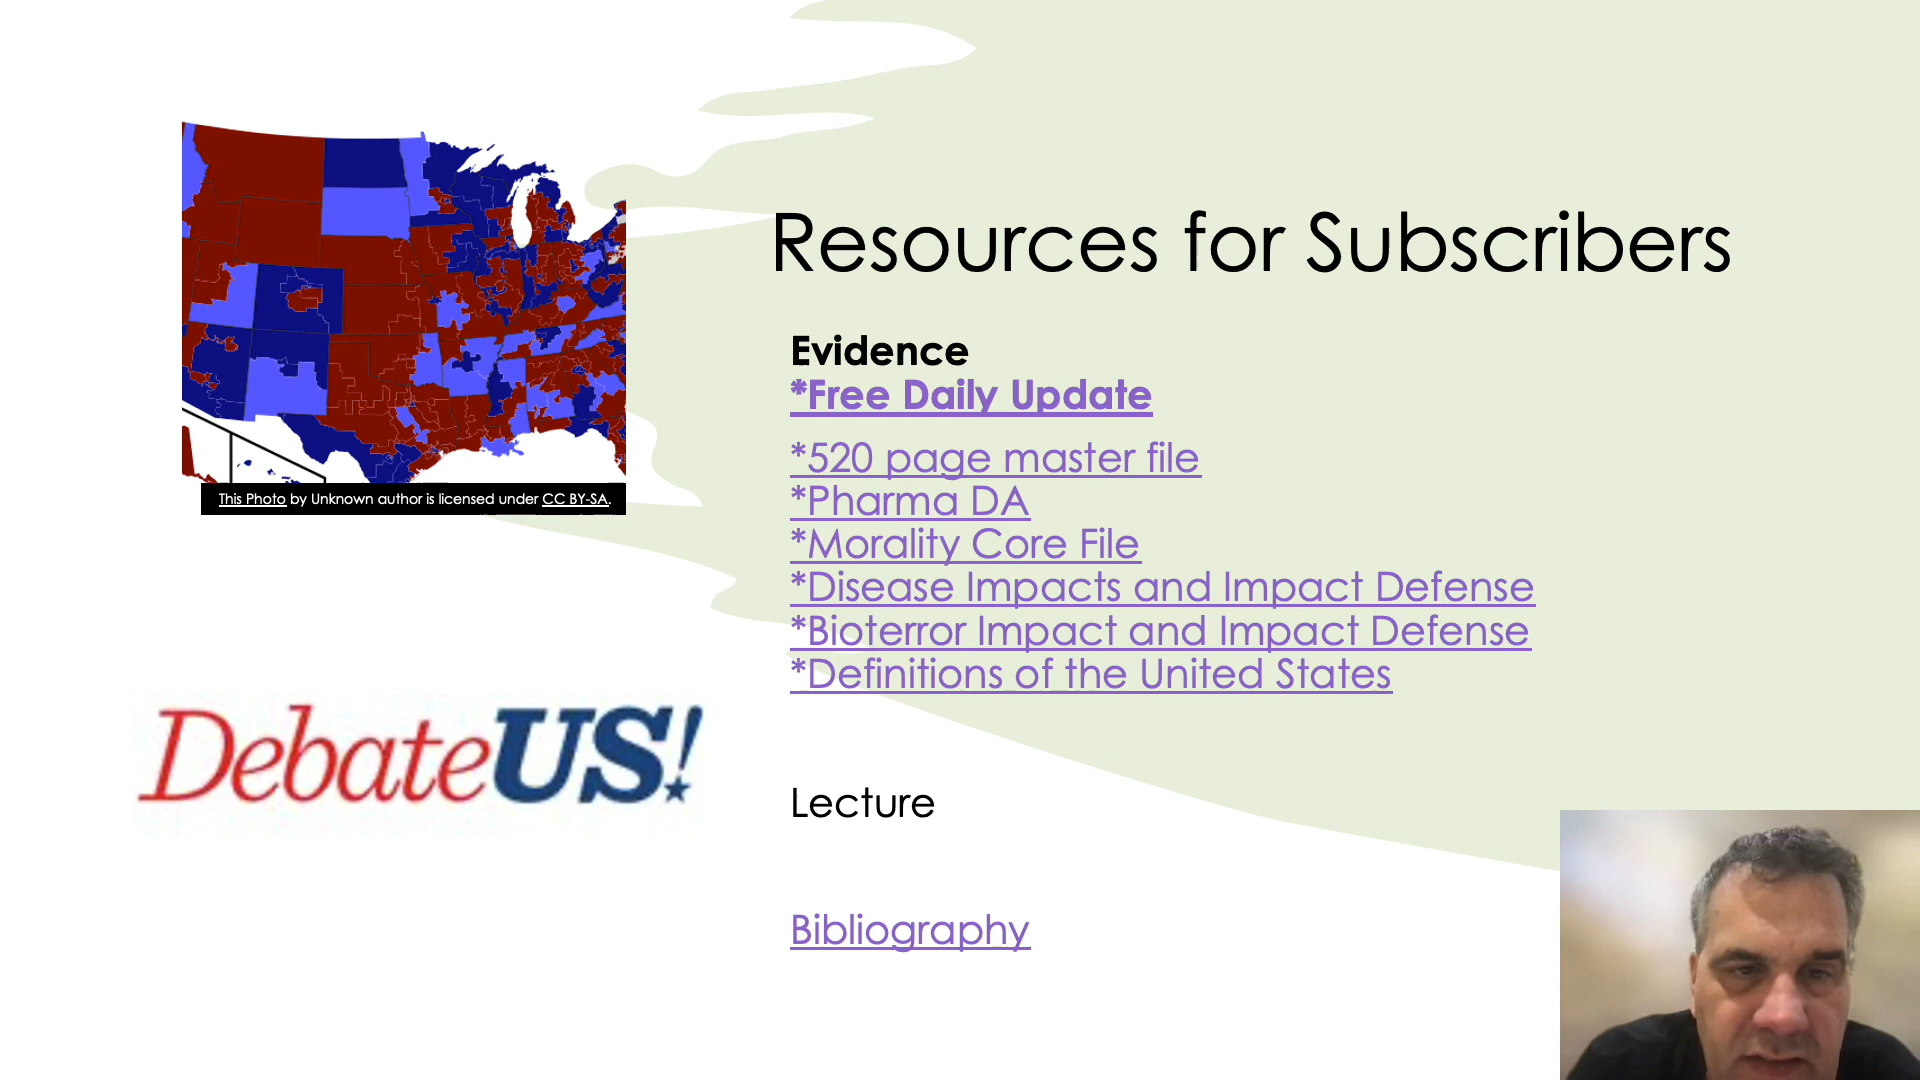 Resources for Subscribers
Evidence
*Free Daily Update
*520 page master file
*Pharma DA
*Morality Core File
*Disease Impacts and Impact Defense
*Bioterror Impact and Impact Defense
*Definitions of the United States
Lecture
Bibliography
This Photo by Unknown author is licensed under CC BY-SA.
DebateUS!